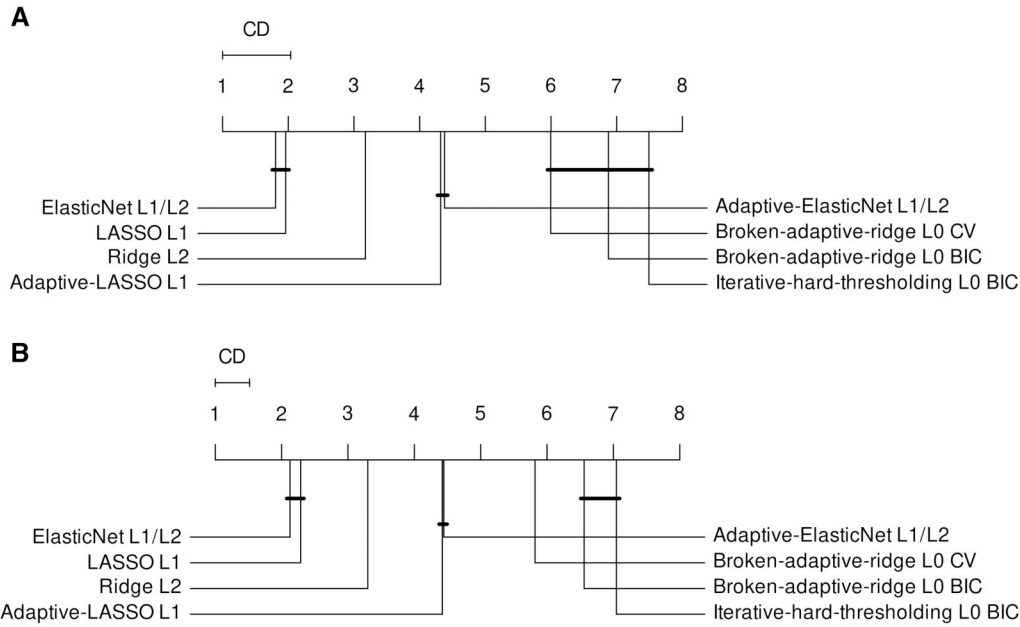 A
CD
1 2 3 4 5 6 7 8
ElasticNet L1/L2
LASSO L1
Ridge L2
Adaptive-LASSO L1
Adaptive-ElasticNet L1/L2
Broken-adaptive-ridge L0 CV
Broken-adaptive-ridge L0 BIC
Iterative-hard-thresholding L0 BIC
B
CD
1 2 3 4 5 6 7 8
ElasticNet L1/L2
LASSO L1
Ridge L2
Adaptive-LASSO L1
Adaptive-ElasticNet L1/L2
Broken-adaptive-ridge L0 CV
Broken-adaptive-ridge L0 BIC
Iterative-hard-thresholding L0 BIC